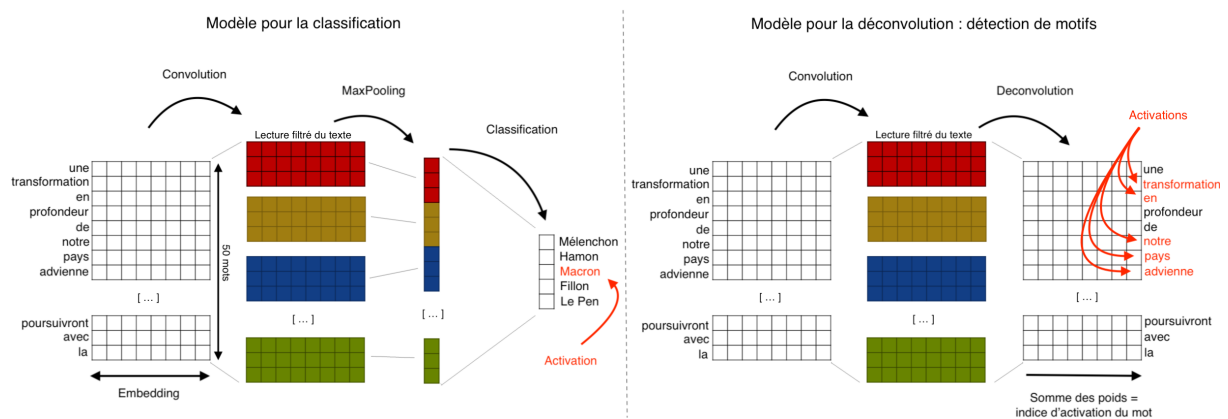 Modèle pour la classification
Convolution
MaxPooling
Classification
Lecture filtré du texte
une
transformation
en
profondeur
de
notre
pays
advienne
[ ... ]
poursuivront
avec
la
50 mots
Embedding
[ ... ]
[ ... ]
Mélenchon
Hamon
Macron
Fillon
Le Pen
Activation
Modèle pour la déconvolution : détection de motifs
Convolution
Deconvolution
Activations
Lecture filtré du texte
une
transformation
en
profondeur
de
notre
pays
advienne
[ ... ]
poursuivront
avec
la
[ ... ]
une
transformation
en
profondeur
de
notre
pays
advienne
[ ... ]
poursuivront
avec
la
Somme des poids =
indice d'activation du mot